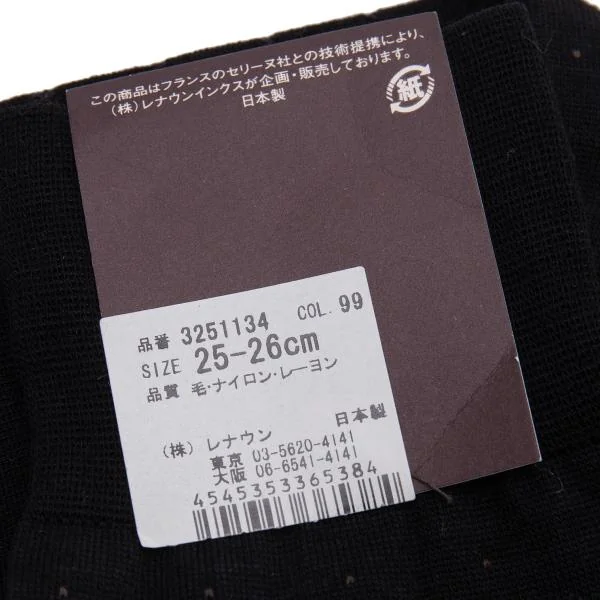 この商品はフランスのセリーヌ社との技術提携により、
(株)レナウンインクスが企画・販売しております。
日本製
紙
品番 3251134 COL. 99
SIZE 25-26cm
品質 毛・ナイロン・レーヨン
日本製
(株) レナウン
東京 03-5620-4141
大阪 06-6541-4141
4545353365384